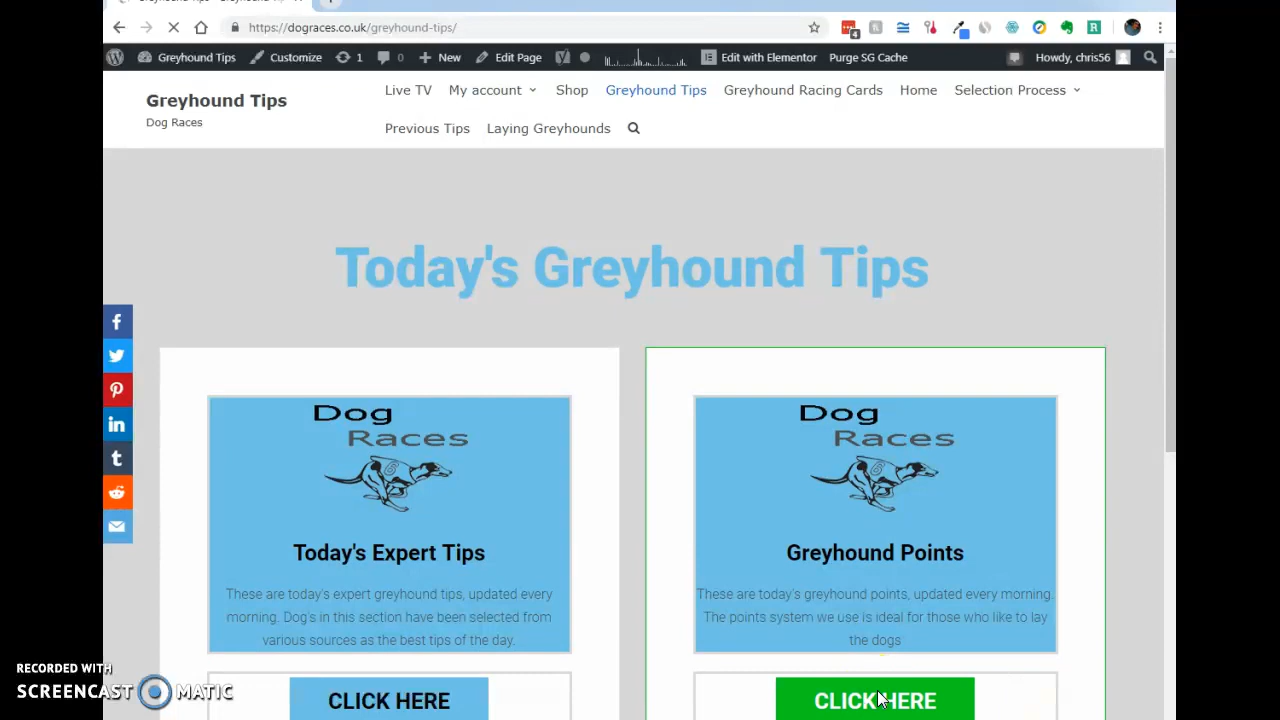 https://dograces.co.uk/greyhound-tips/
4
Greyhound Tips Customize 1 0 New Edit Page Edit with Elementor Purge SG Cache Howdy, chris56
Greyhound Tips
Dog Races
Live TV My account Shop Greyhound Tips Greyhound Racing Cards Home Selection Process
Previous Tips Laying Greyhounds
Today's Greyhound Tips
Dog
Races
6
Today's Expert Tips
These are today's expert greyhound tips, updated every
morning. Dog's in this section have been selected from
various sources as the best tips of the day.
CLICK HERE
Dog
Races
6
Greyhound Points
These are today's greyhound points, updated every morning.
The points system we use is ideal for those who like to lay
the dogs
CLICK HERE
RECORDED WITH
SCREENCAST MATIC